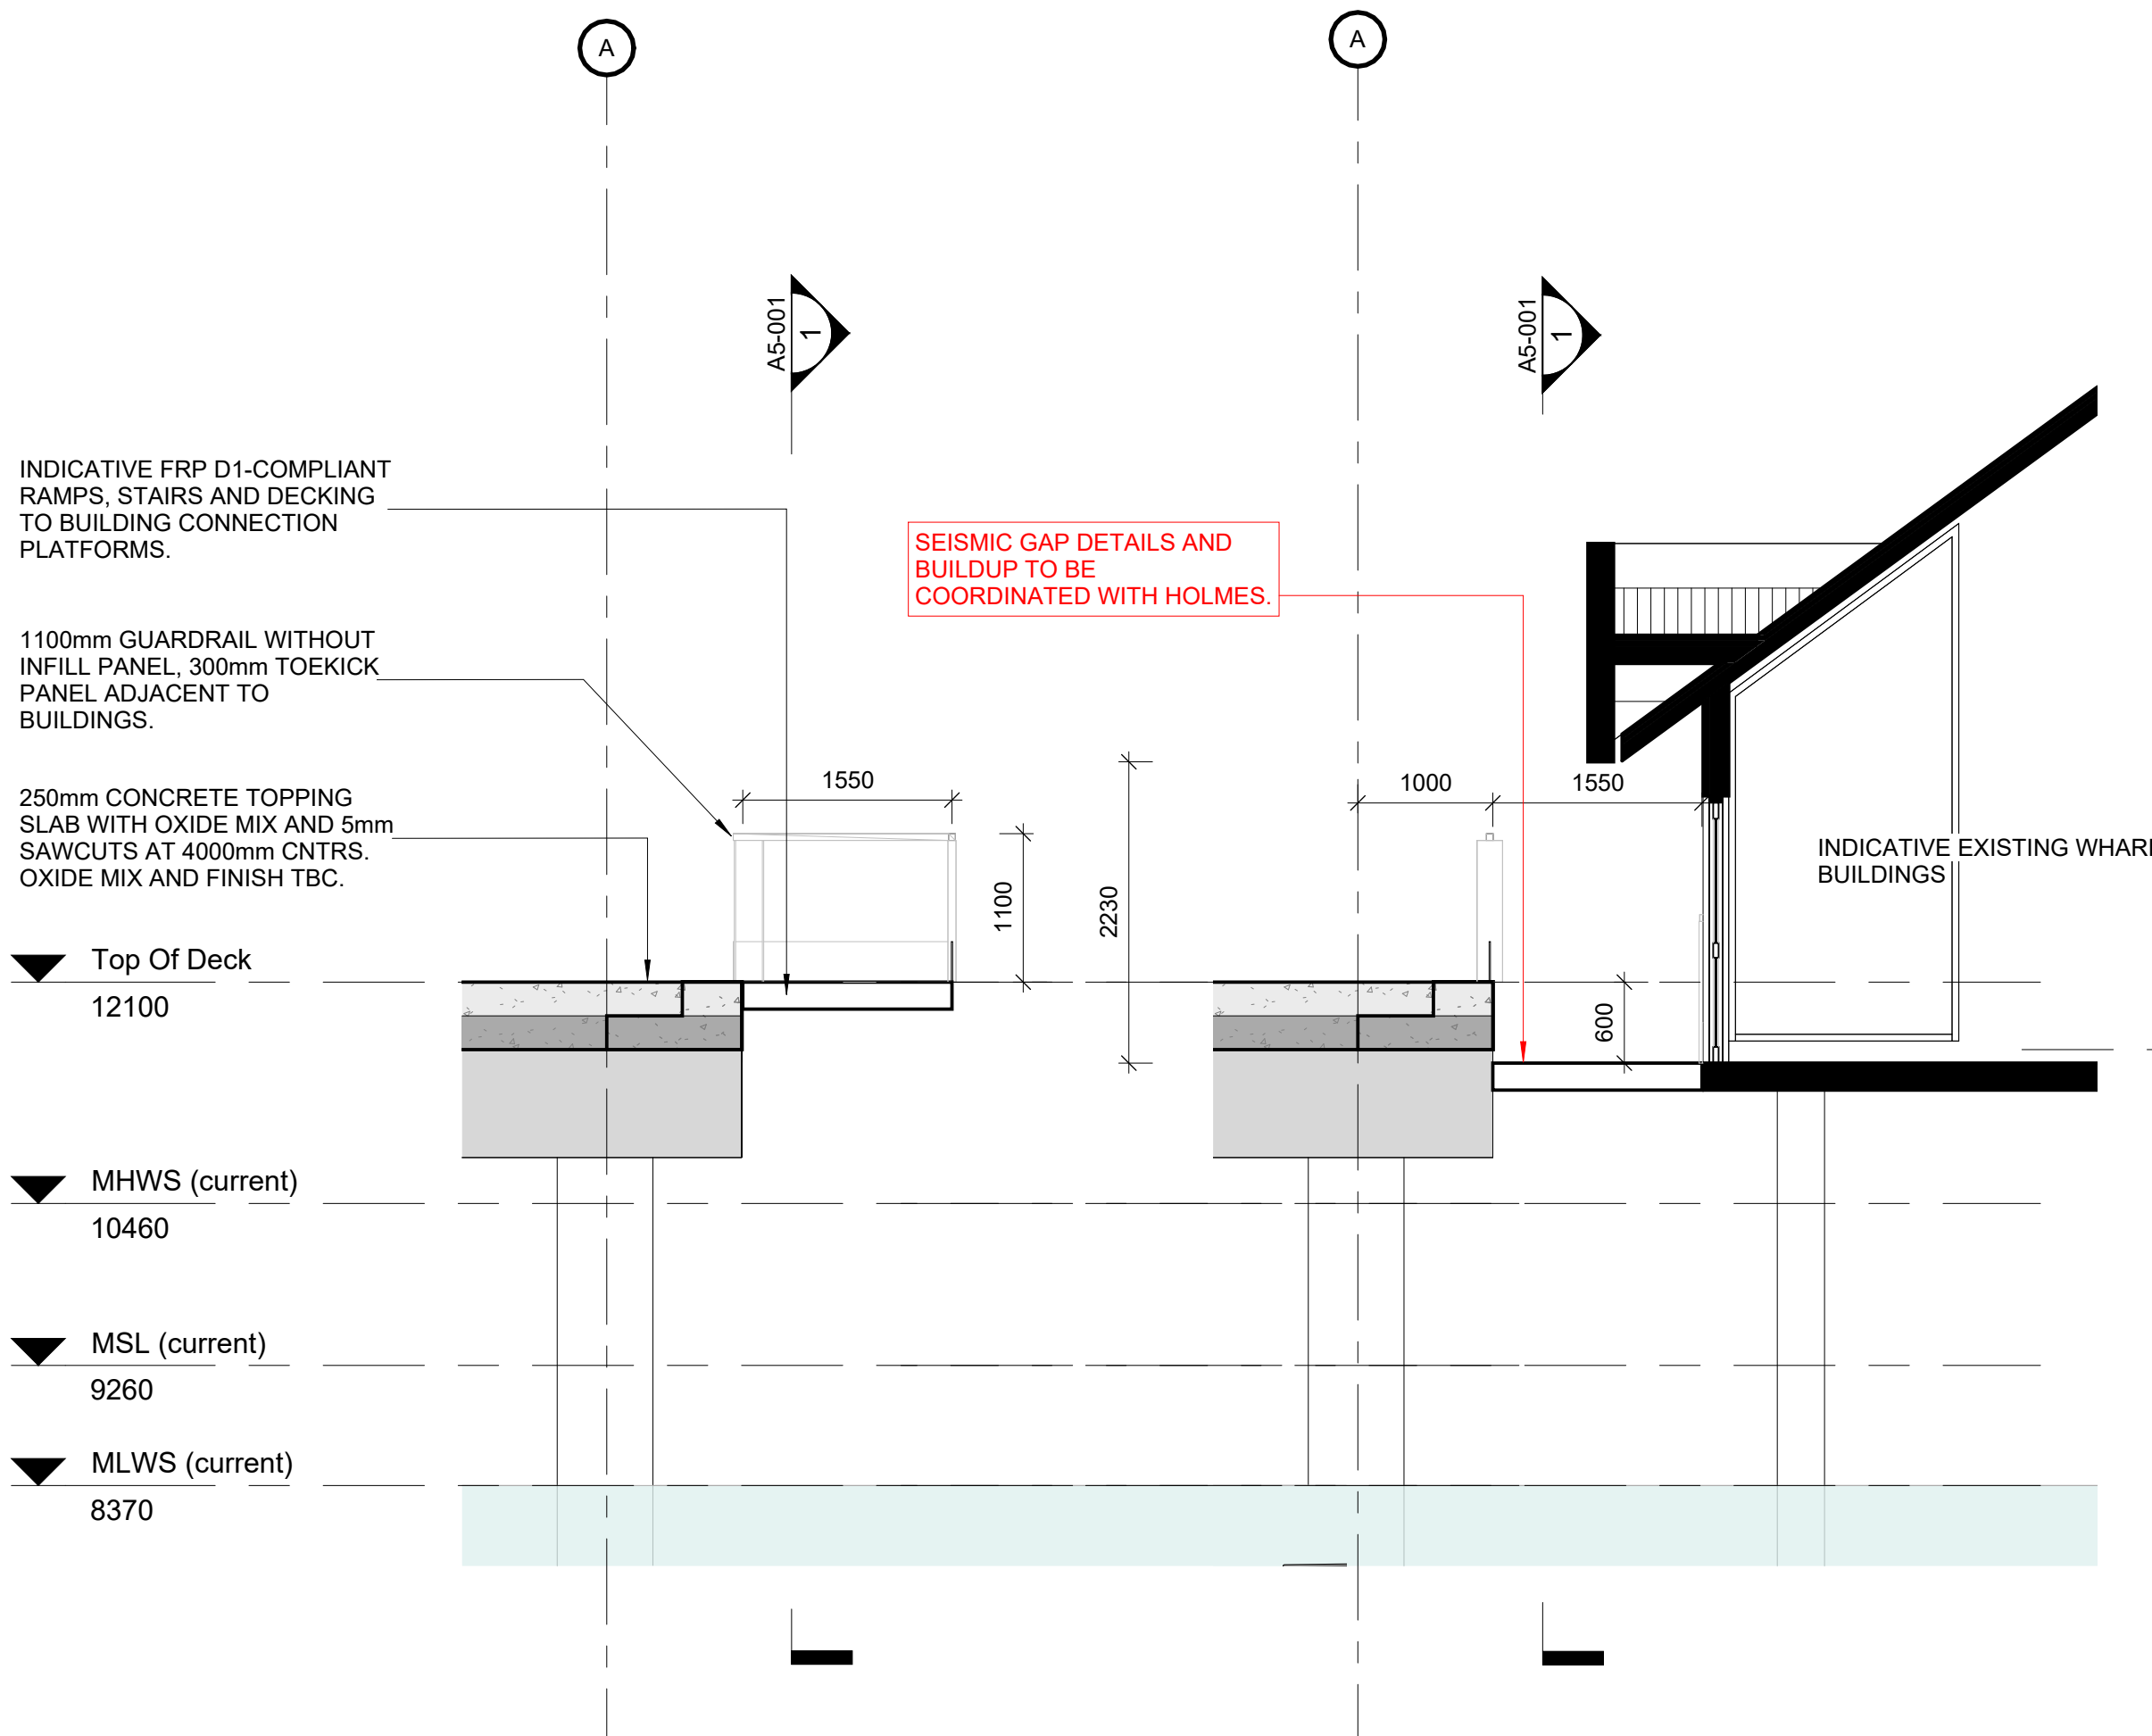 A
A
A5-001
1
A5-001
1
INDICATIVE FRP D1-COMPLIANT
RAMPS, STAIRS AND DECKING
TO BUILDING CONNECTION
PLATFORMS.
SEISMIC GAP DETAILS AND
BUILDUP TO BE
COORDINATED WITH HOLMES.
1100mm GUARDRAIL WITHOUT
INFILL PANEL, 300mm TOEKICK
PANEL ADJACENT TO
BUILDINGS.
250mm CONCRETE TOPPING
SLAB WITH OXIDE MIX AND 5mm
SAWCUTS AT 4000mm CNTRS.
OXIDE MIX AND FINISH TBC.
1550
1000
1550
1100
2230
600
INDICATIVE EXISTING
BUILDINGS
Top Of Deck
12100
MHWS (current)
10460
MSL (current)
9260
MLWS (current)
8370